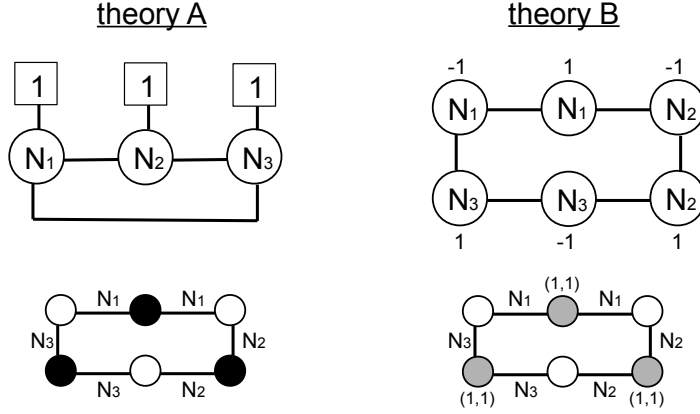 theory A
theory B
1 1 1
N1 N2 N3
-1 1 -1
N1 N1 N2
N3 N3 N2
1 -1 1
N1 N1
N3 N2
N3 N2
(1,1)
N1 N1
N3 N2
N3 N2
(1,1) (1,1)